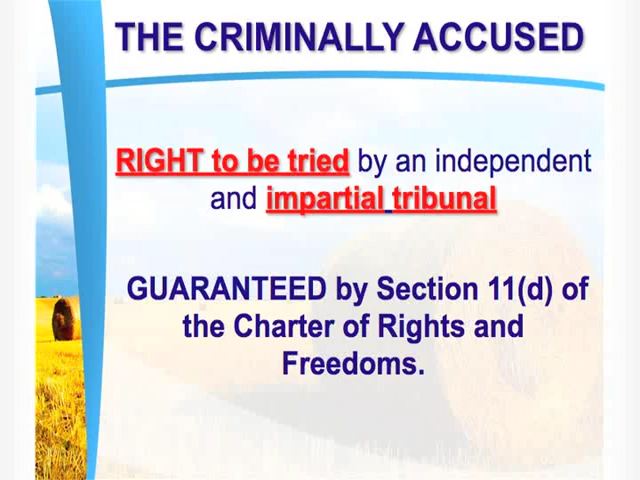 THE CRIMINALLY ACCUSED
RIGHT to be tried by an independent
and impartial tribunal
GUARANTEED by Section 11(d) of
the Charter of Rights and
Freedoms.